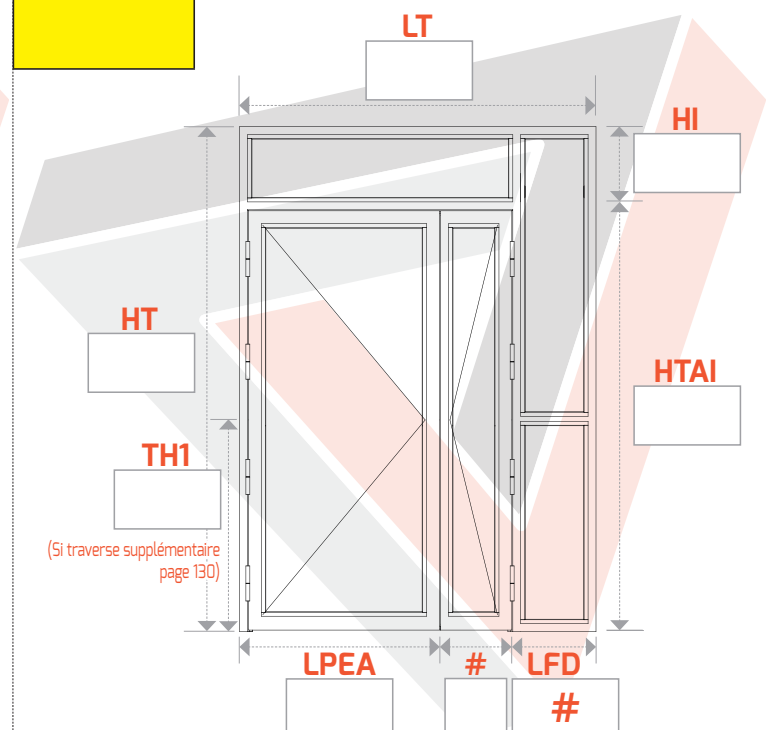 LT
HI
HT
HTAI
TH1
(Si traverse supplémentaire
page 130)
LPEA
#
LFD
#